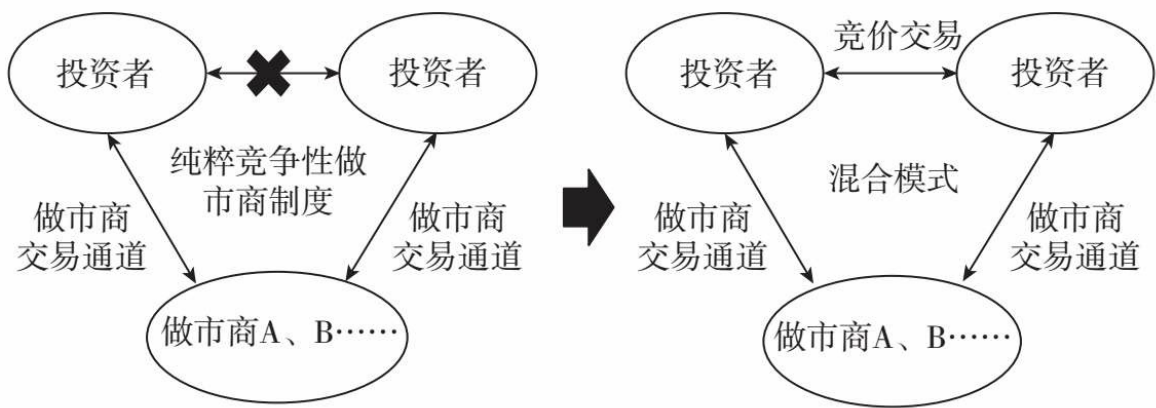 投资者
投资者
纯粹竞争性做
市商制度
做市商
交易通道
做市商
交易通道
做市商A、B……
竞价交易
投资者
投资者
混合模式
做市商
交易通道
做市商
交易通道
做市商A、B……